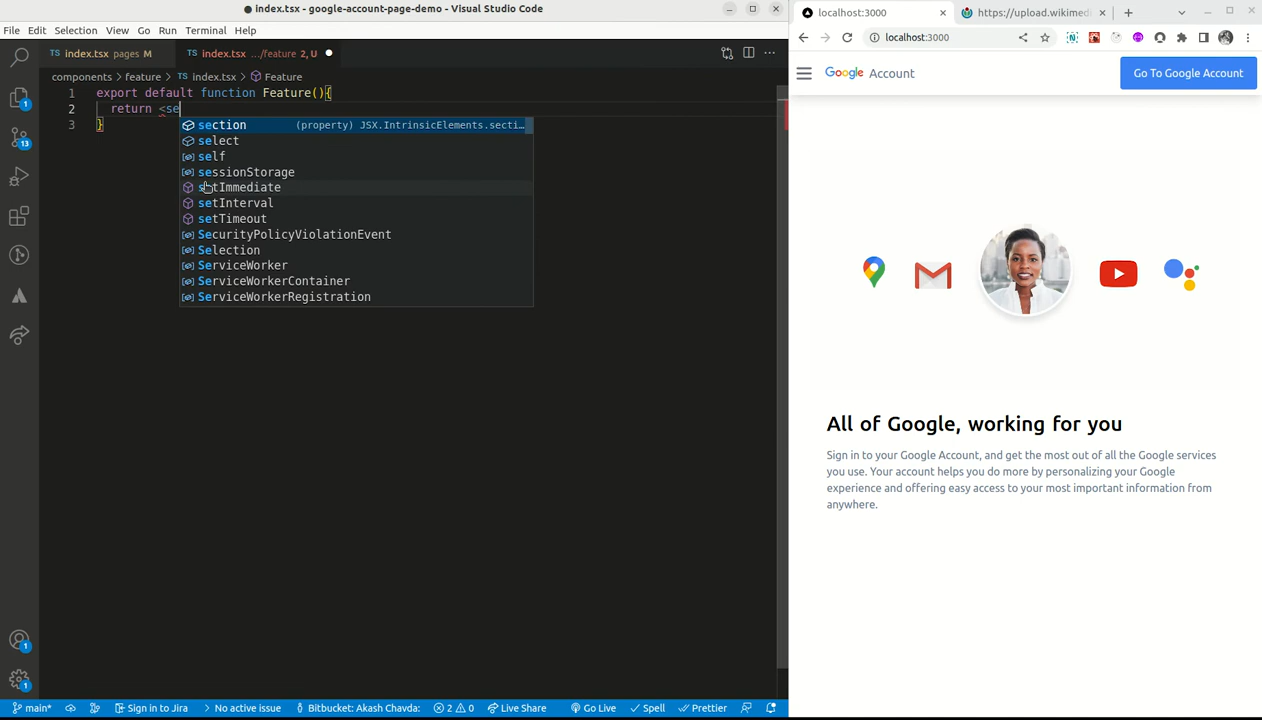 index.tsx - google-account-page-demo - Visual Studio Code
File Edit Selection View Go Run Terminal Help
TS index.tsx pages M TS index.tsx .../feature 2, U
components > feature > TS index.tsx > Feature
1 export default function Feature(){
2 return <se
3 }
section (property) JSX.IntrinsicElements.secti...
select
self
sessionStorage
setImmediate
setInterval
setTimeout
SecurityPolicyViolationEvent
Selection
ServiceWorker
ServiceWorkerContainer
ServiceWorkerRegistration
1
13
1
1
main* Sign in to Jira No active issue Bitbucket: Akash Chavda: 2 0 Live Share Go Live Spell Prettier
localhost:3000 https://upload.wikimedi
localhost:3000
Google Account Go To Google Account
All of Google, working for you
Sign in to your Google Account, and get the most out of all the Google services
you use. Your account helps you do more by personalizing your Google
experience and offering easy access to your most important information from
anywhere.